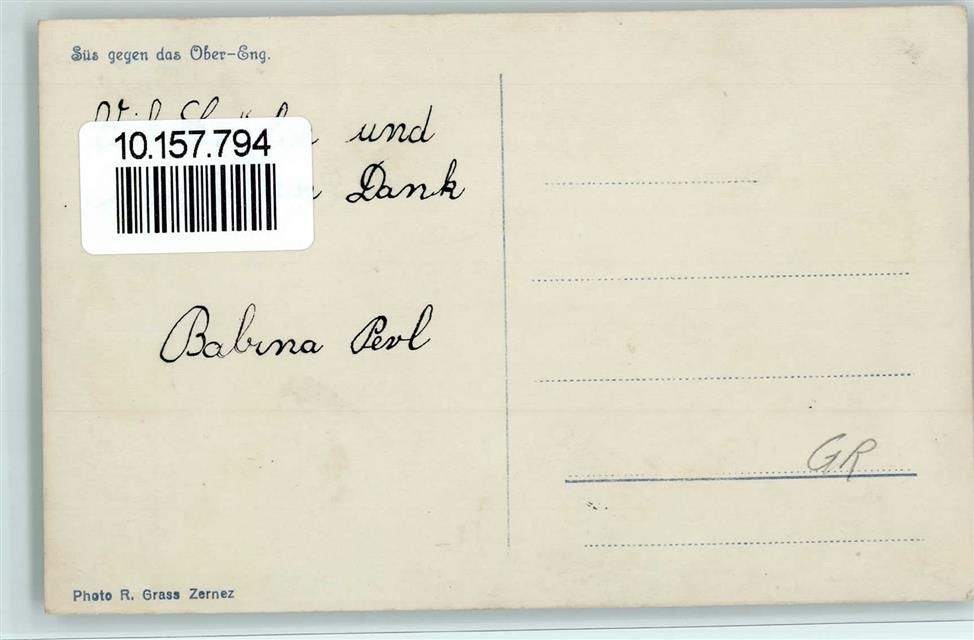 Süs gegen das Ober-Eng.
und
10.157.794
Dank
Babina Perl
GR
Photo R. Grass Zernez